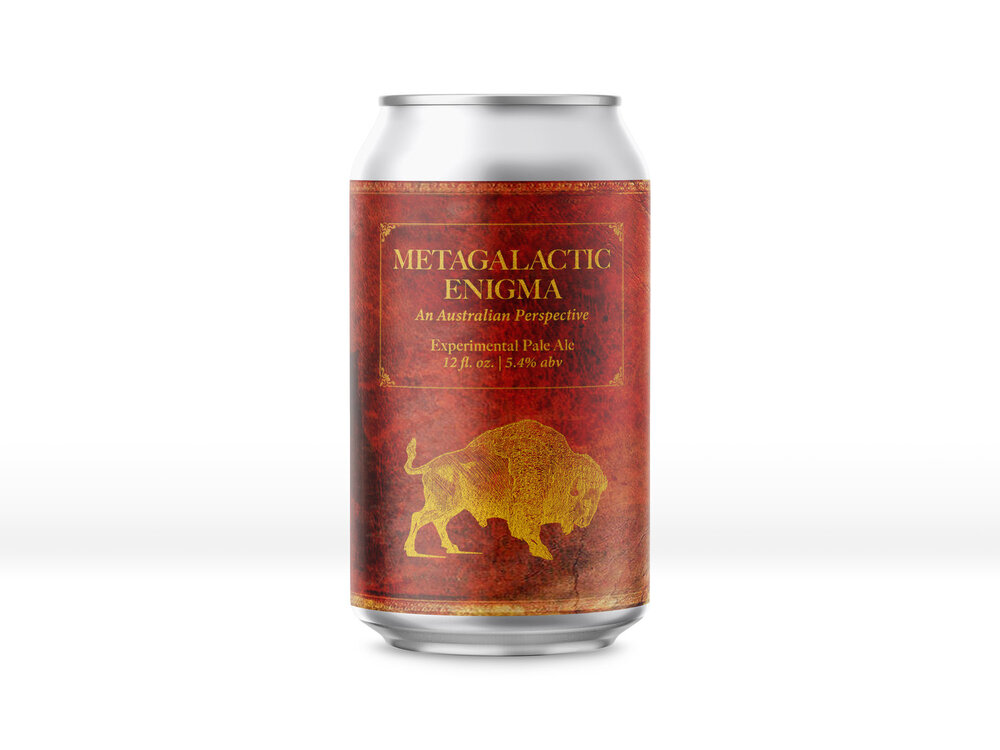 METAGALACTIC
ENIGMA
An Australian Perspective
Experimental Pale Ale
12 fl. oz. | 5.4% abv